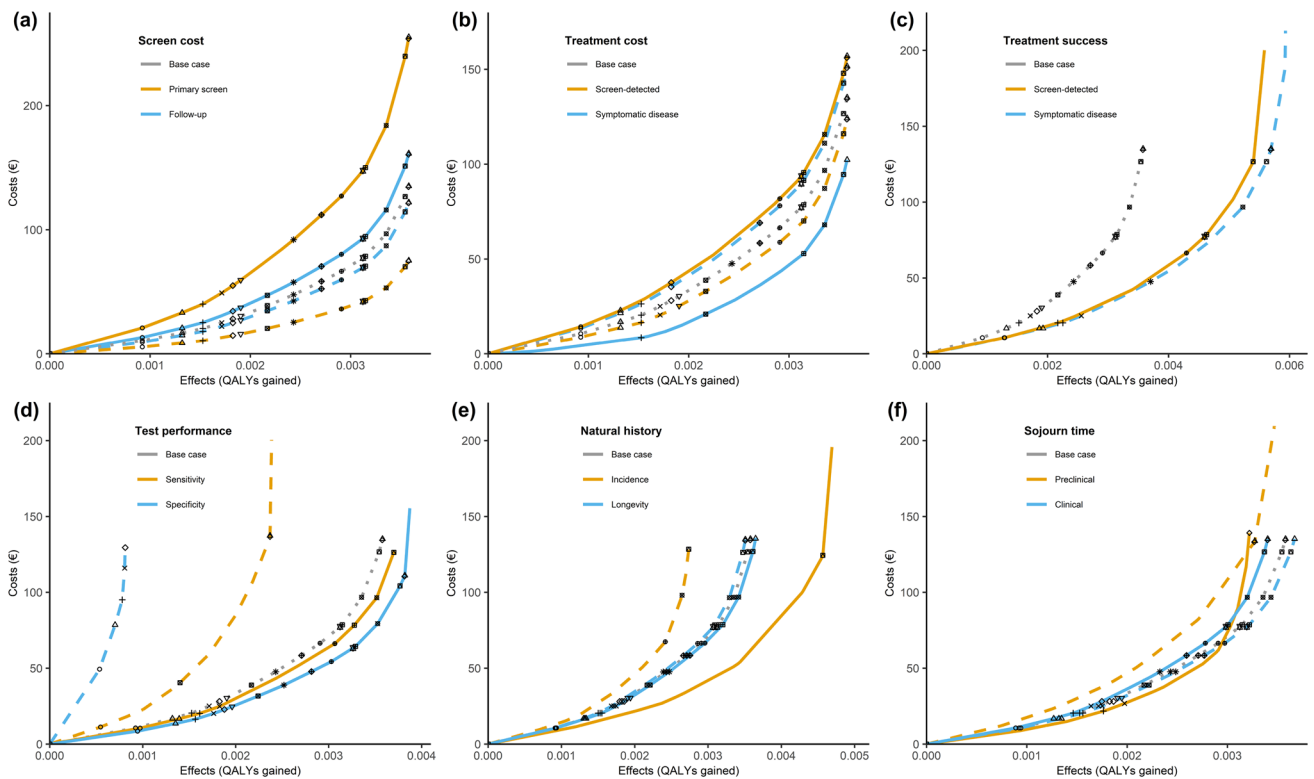 (a)
Screen cost
Base case
Primary screen
Follow-up
Costs (€)
200
100
0
0.000
0.001
0.002
0.003
Effects (QALYs gained)
(b)
Treatment cost
Base case
Screen-detected
Symptomatic disease
Costs (€)
150
100
50
0
0.000
0.001
0.002
0.003
Effects (QALYs gained)
(c)
Treatment success
Base case
Screen-detected
Symptomatic disease
Costs (€)
200
150
100
50
0
0.000
0.002
0.004
0.006
Effects (QALYs gained)
(d)
Test performance
Base case
Sensitivity
Specificity
Costs (€)
200
150
100
50
0
0.000
0.001
0.002
0.003
0.004
Effects (QALYs gained)
(e)
Natural history
Base case
Incidence
Longevity
Costs (€)
200
150
100
50
0
0.000
0.001
0.002
0.003
0.004
0.005
Effects (QALYs gained)
(f)
Sojourn time
Base case
Preclinical
Clinical
Costs (€)
200
150
100
50
0
0.000
0.001
0.002
0.003
Effects (QALYs gained)